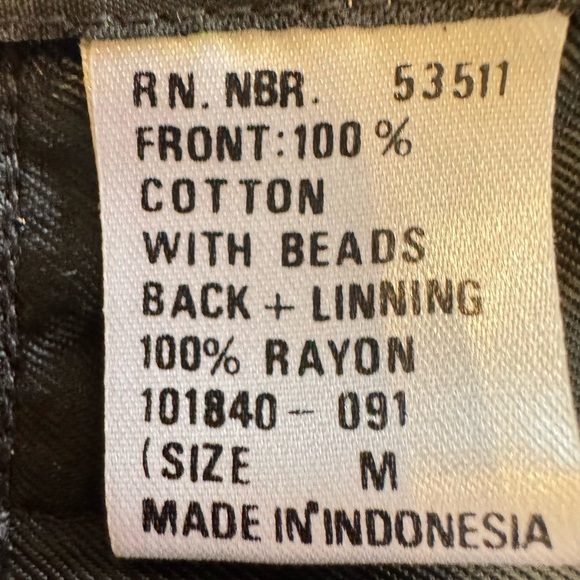 RN. NBR. 53511
FRONT:100%
COTTON
WITH BEADS
BACK + LINNING
100% RAYON
101840 - 091
(SIZE M
MADE IN INDONESIA